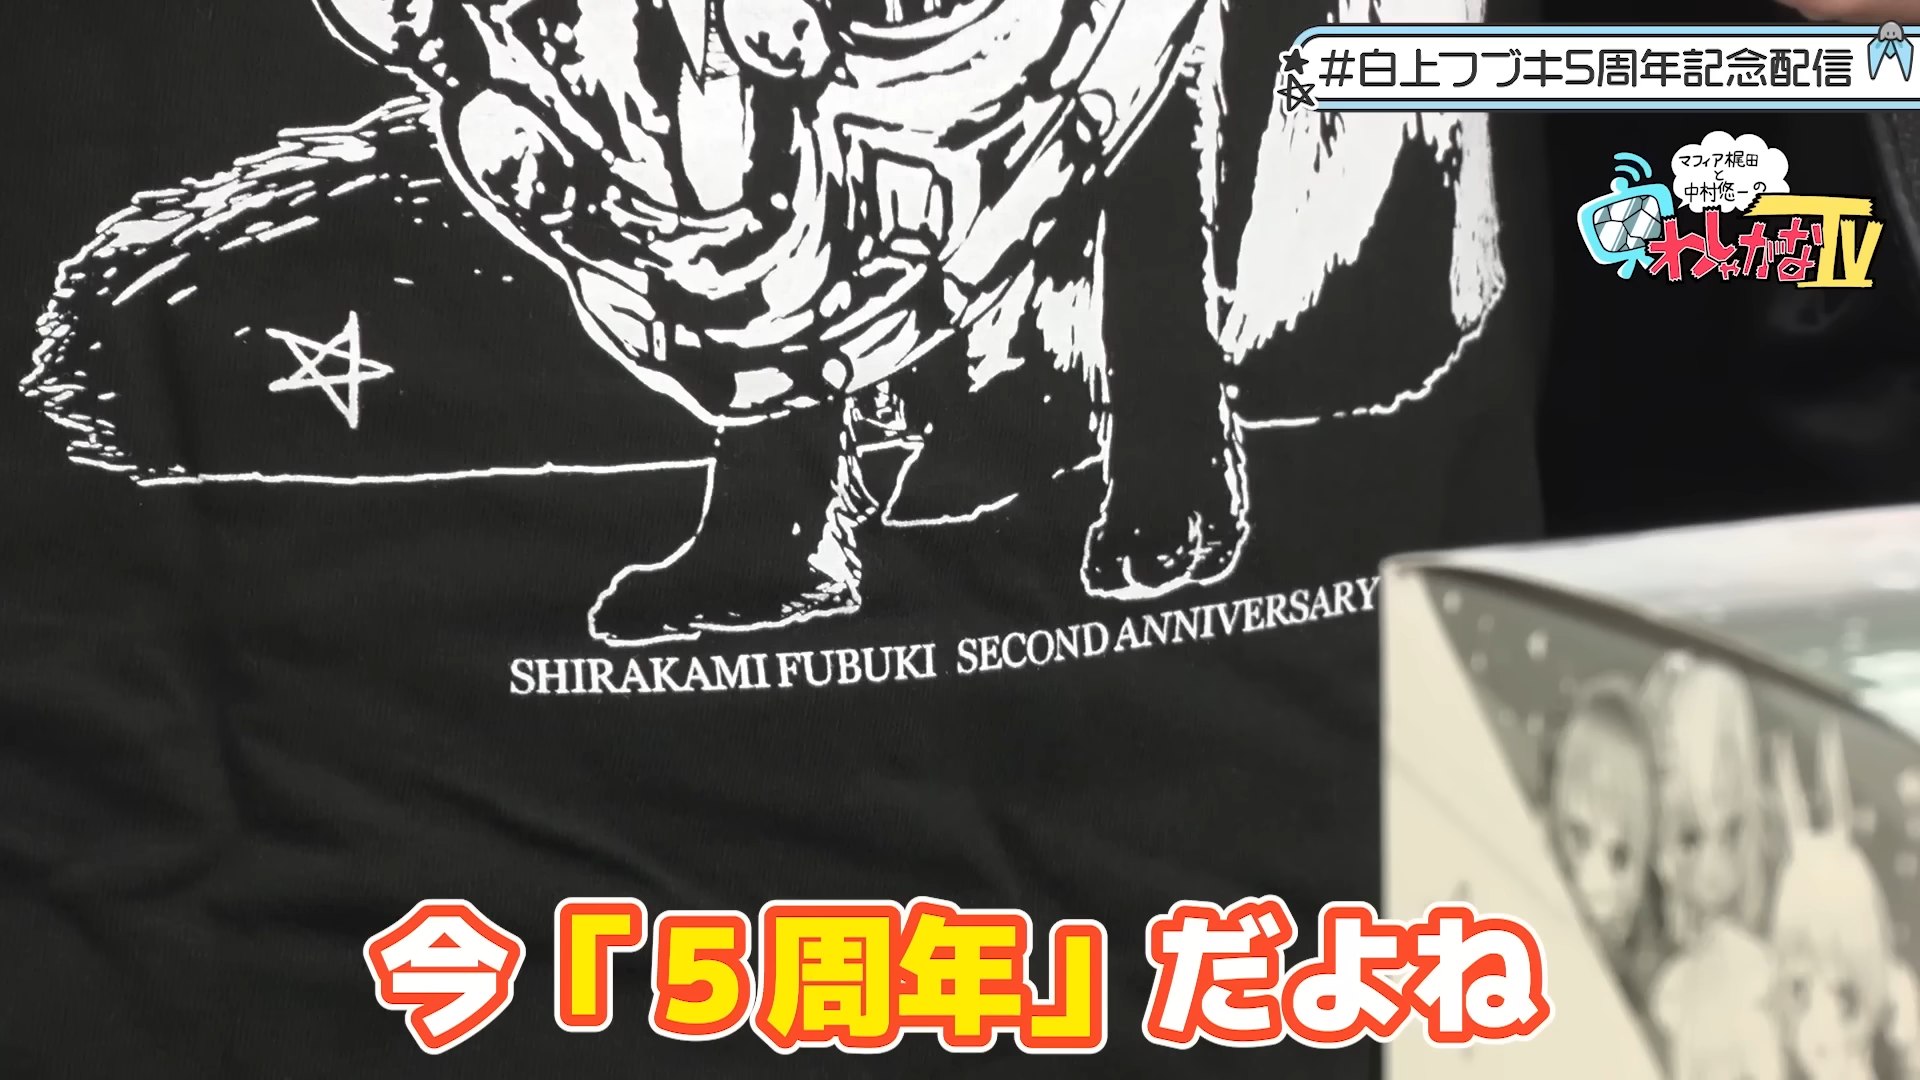 #白上フブキ5周年記念配信
マフィア梶田
と
中村悠一の
わしゃがなTV
SHIRAKAMI FUBUKI SECOND ANNIVERSARY
今「5周年」だよね